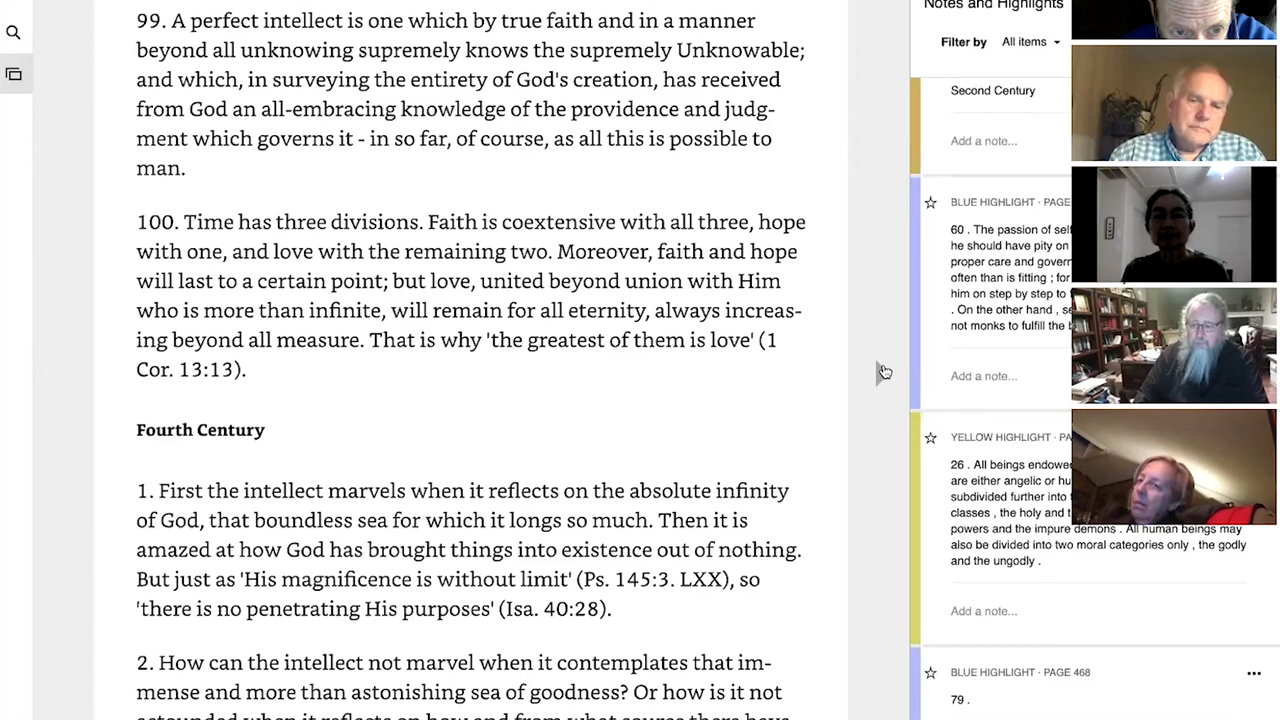 99. A perfect intellect is one which by true faith and in a manner
beyond all unknowing supremely knows the supremely Unknowable;
and which, in surveying the entirety of God's creation, has received
from God an all-embracing knowledge of the providence and judg-
ment which governs it - in so far, of course, as all this is possible to
man.
100. Time has three divisions. Faith is coextensive with all three, hope
with one, and love with the remaining two. Moreover, faith and hope
will last to a certain point; but love, united beyond union with Him
who is more than infinite, will remain for all eternity, always increas-
ing beyond all measure. That is why 'the greatest of them is love' (1
Cor. 13:13).
Fourth Century
1. First the intellect marvels when it reflects on the absolute infinity
of God, that boundless sea for which it longs so much. Then it is
amazed at how God has brought things into existence out of nothing.
But just as 'His magnificence is without limit' (Ps. 145:3. LXX), so
'there is no penetrating His purposes' (Isa. 40:28).
2. How can the intellect not marvel when it contemplates that im-
mense and more than astonishing sea of goodness? Or how is it not
astounded when it reflects on how and from what source there have
Notes and Highlights
Filter by All items
Second Century
Add a note...
BLUE HIGHLIGHT · PAGE
60 . The passion of self
he should have pity on
proper care and govern
often than is fitting ; for
him on step by step to
. On the other hand , se
not monks to fulfill the b
Add a note...
YELLOW HIGHLIGHT · PA
26 . All beings endowe
are either angelic or hu
subdivided further into
classes , the holy and t
powers and the impure demons . All human beings may
also be divided into two moral categories only , the godly
and the ungodly .
Add a note...
BLUE HIGHLIGHT · PAGE 468
79 .